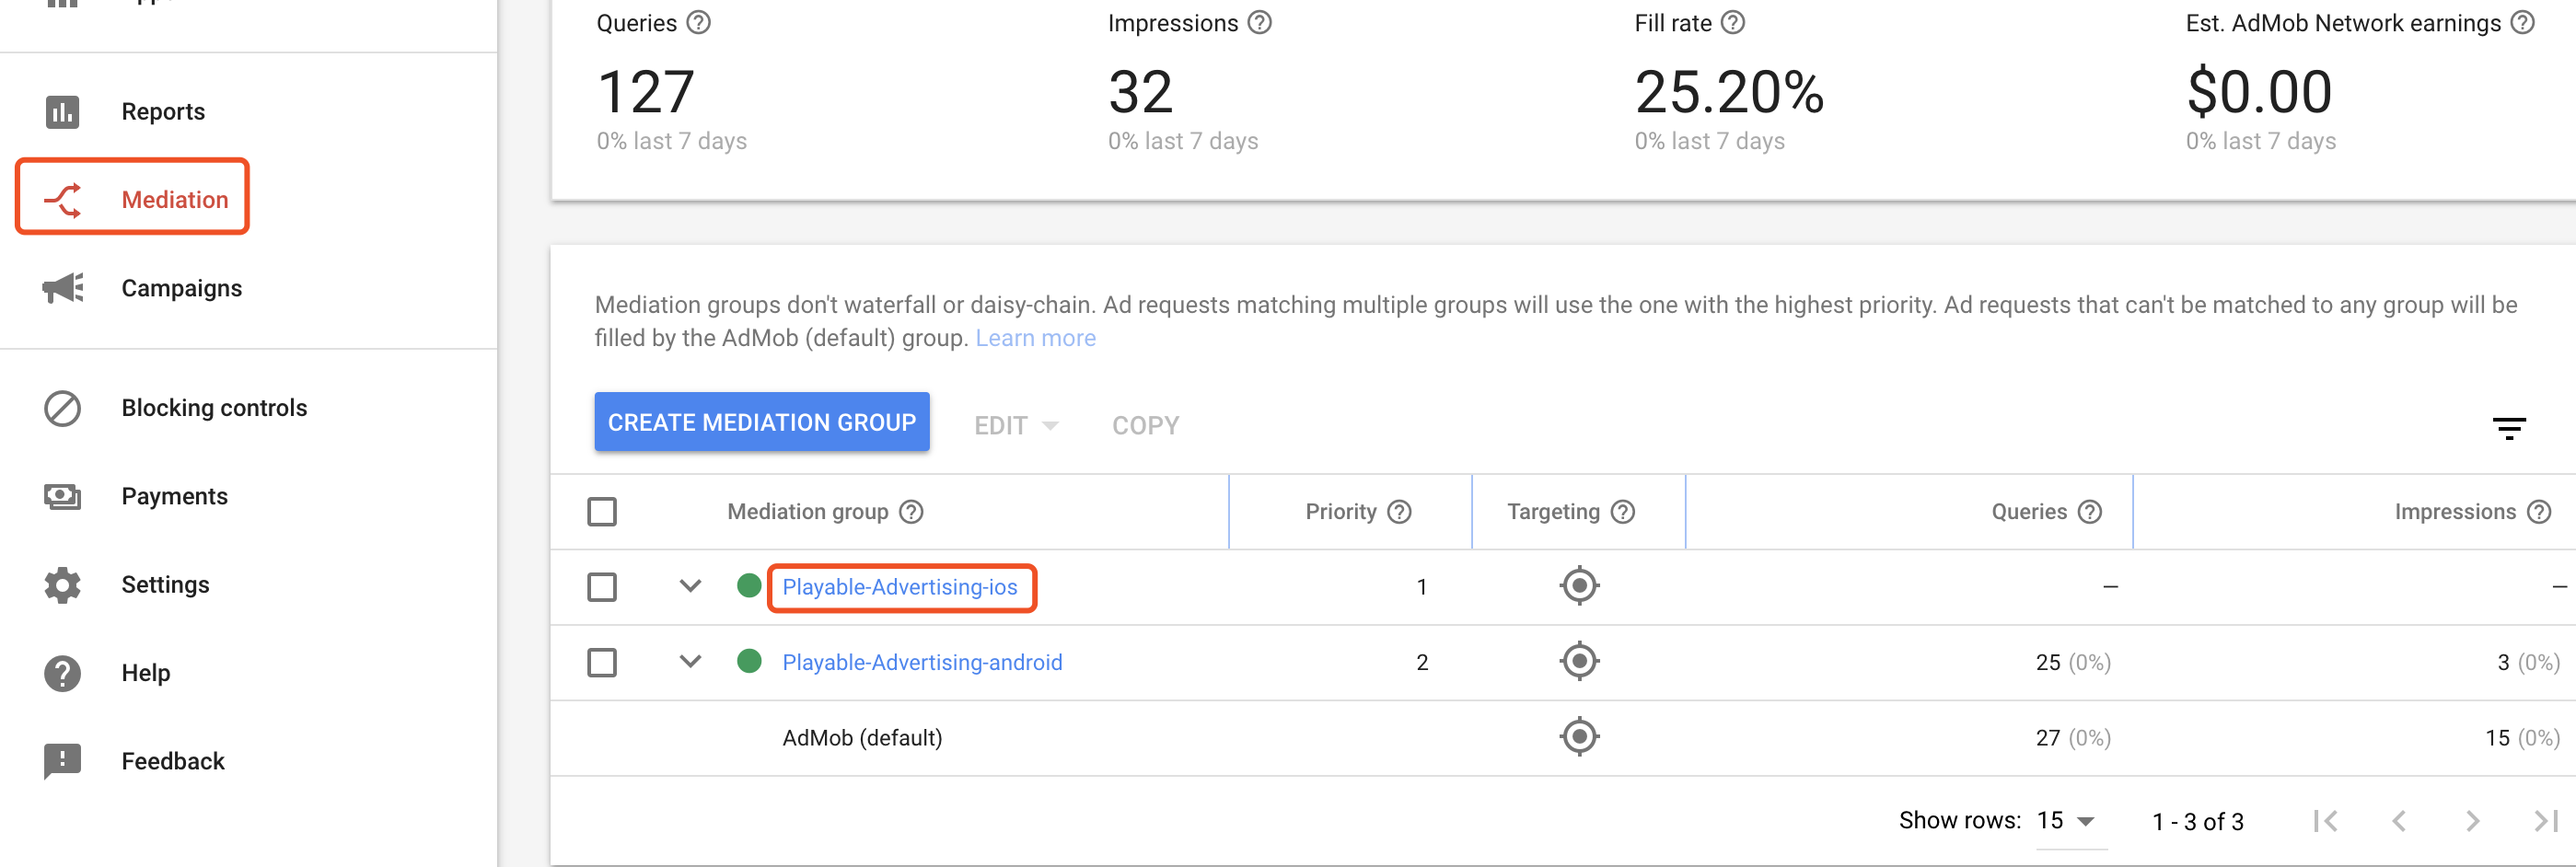 Queries
Impressions
Fill rate
Est. AdMob Network earnings
127
32
25.20%
$0.00
0% last 7 days
0% last 7 days
0% last 7 days
0% last 7 days
Reports
Mediation
Campaigns
Blocking controls
Payments
Settings
Help
Feedback
Mediation groups don't waterfall or daisy-chain. Ad requests matching multiple groups will use the one with the highest priority. Ad requests that can't be matched to any group will be
filled by the AdMob (default) group. Learn more
CREATE MEDIATION GROUP
EDIT
COPY
Mediation group
Priority
Targeting
Queries
Impressions
Playable-Advertising-ios
1
–
–
Playable-Advertising-android
2
25 (0%)
3 (0%)
AdMob (default)
27 (0%)
15 (0%)
Show rows: 15
1 - 3 of 3